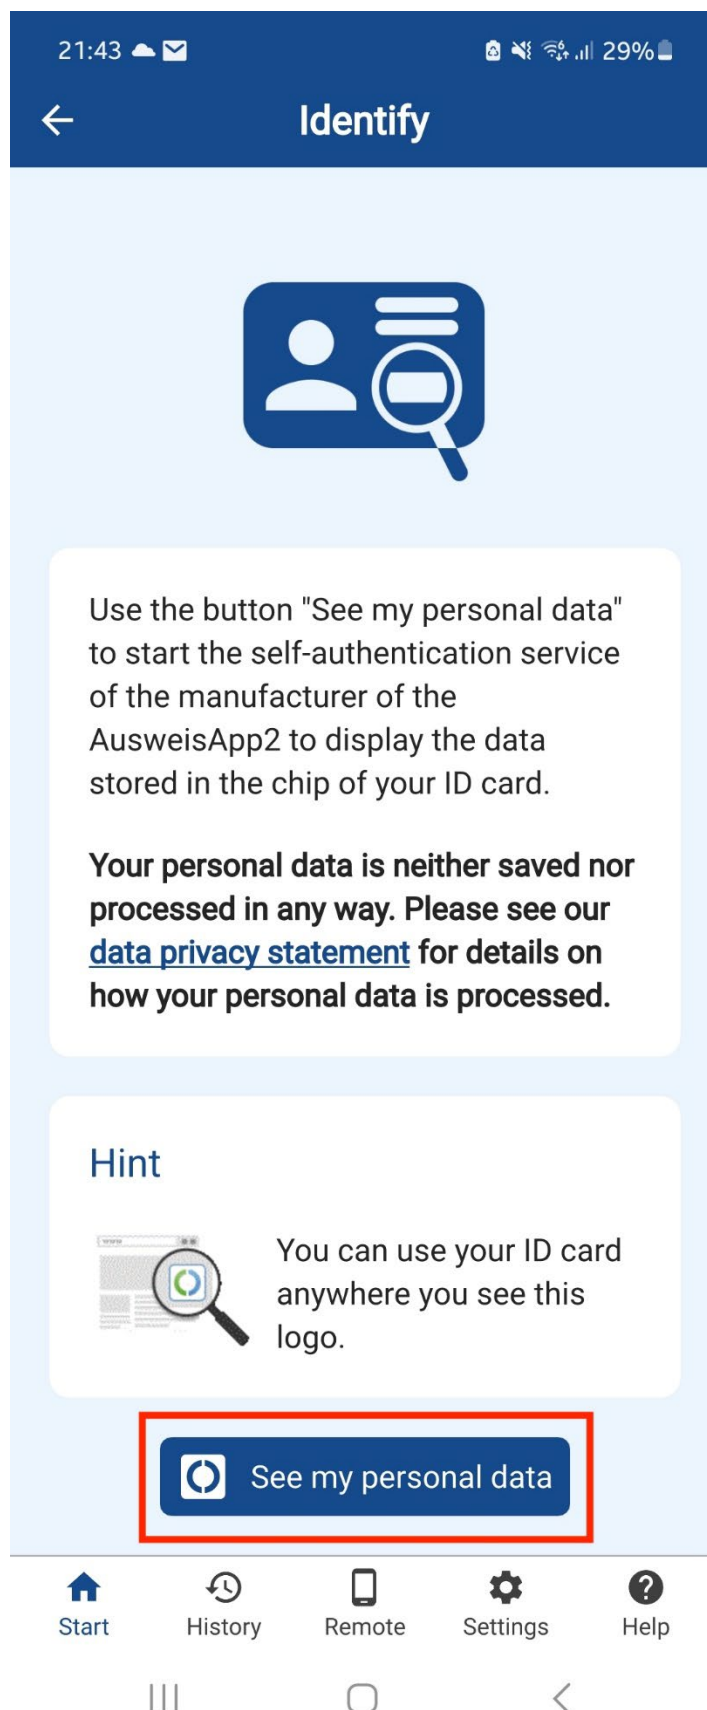 21:43 29%
Identify
Use the button "See my personal data"
to start the self-authentication service
of the manufacturer of the
AusweisApp2 to display the data
stored in the chip of your ID card.
Your personal data is neither saved nor
processed in any way. Please see our
data privacy statement for details on
how your personal data is processed.
Hint
You can use your ID card
anywhere you see this
logo.
See my personal data
Start History Remote Settings Help